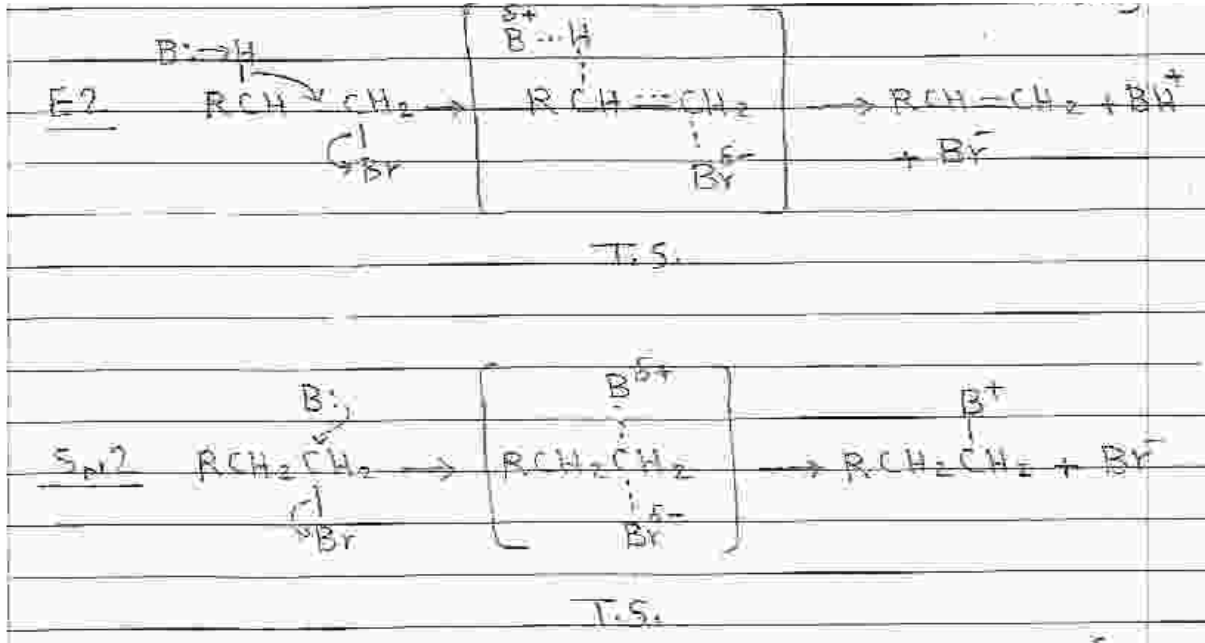 δ+
B: → H B ··· H
E2 RCH - CH₂ → RCH ⋯ CH₂ → RCH = CH₂ + BH⁺
Br Br δ- + Br⁻
T.S.
B: B δ+ B⁺
SN2 RCH₂CH₂ → RCH₂CH₂ → RCH₂CH₂ + Br⁻
Br Br δ-
T.S.